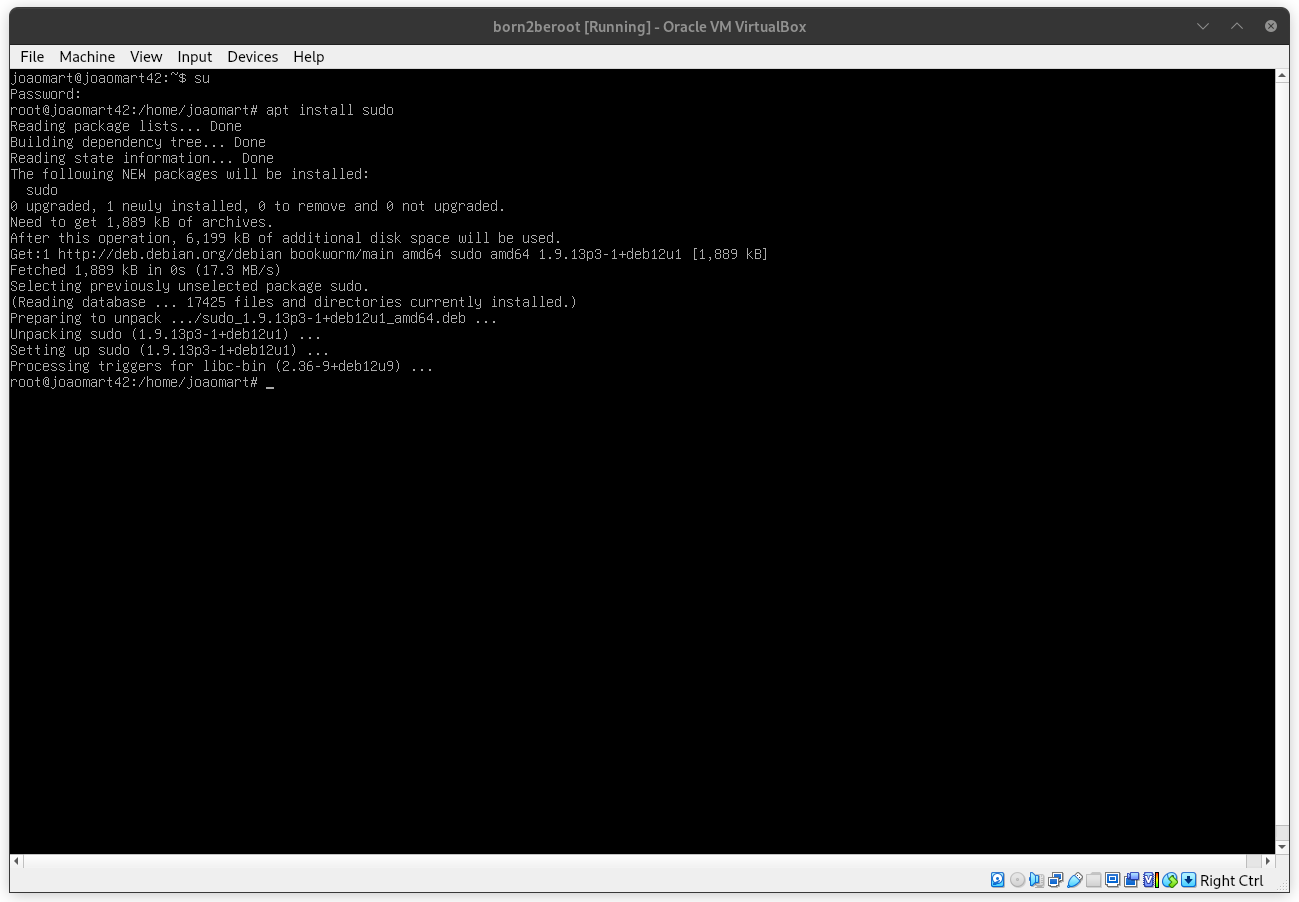 born2beroot [Running] - Oracle VM VirtualBox
File Machine View Input Devices Help
joaomart@joaomart42:~$ su
Password:
root@joaomart42:/home/joaomart# apt install sudo
Reading package lists... Done
Building dependency tree... Done
Reading state information... Done
The following NEW packages will be installed:
  sudo
0 upgraded, 1 newly installed, 0 to remove and 0 not upgraded.
Need to get 1,889 kB of archives.
After this operation, 6,199 kB of additional disk space will be used.
Get:1 http://deb.debian.org/debian bookworm/main amd64 sudo amd64 1.9.13p3-1+deb12u1 [1,889 kB]
Fetched 1,889 kB in 0s (17.3 MB/s)
Selecting previously unselected package sudo.
(Reading database ... 17425 files and directories currently installed.)
Preparing to unpack .../sudo_1.9.13p3-1+deb12u1_amd64.deb ...
Unpacking sudo (1.9.13p3-1+deb12u1) ...
Setting up sudo (1.9.13p3-1+deb12u1) ...
Processing triggers for libc-bin (2.36-9+deb12u9) ...
root@joaomart42:/home/joaomart# _
Right Ctrl